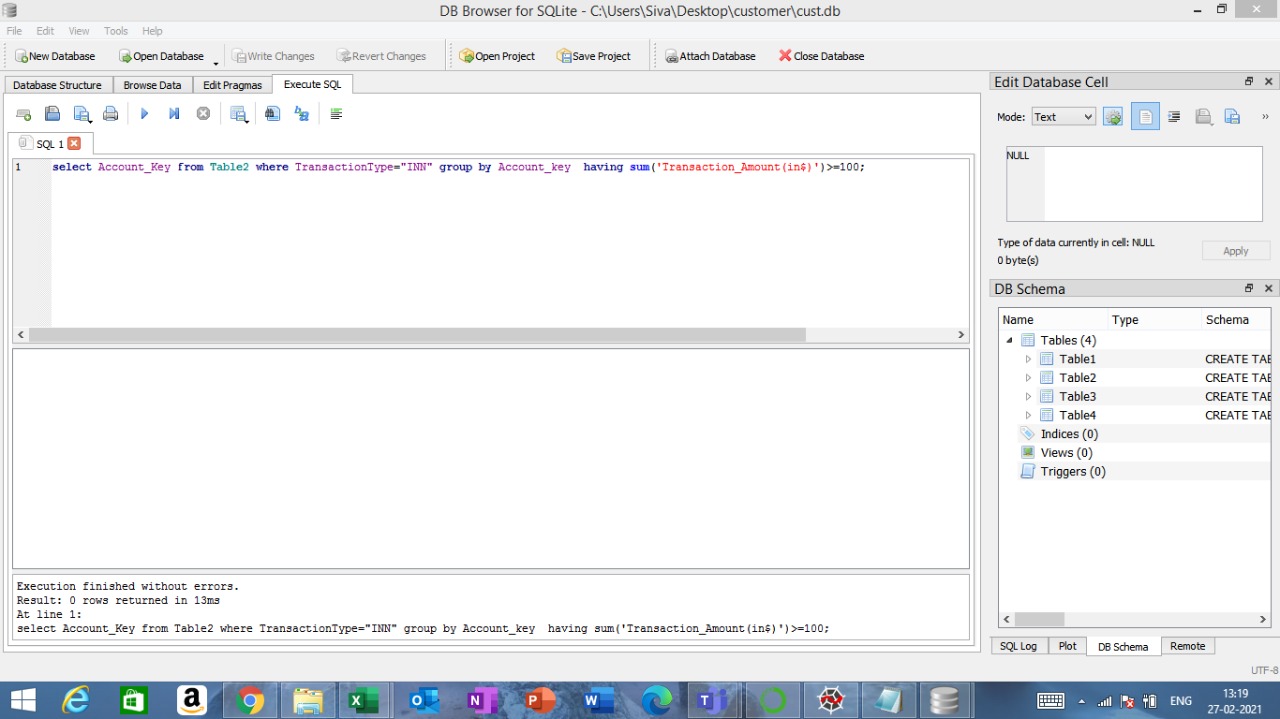 DB Browser for SQLite - C:\Users\Siva\Desktop\customer\cust.db
File Edit View Tools Help
New Database Open Database Write Changes Revert Changes Open Project Save Project Attach Database Close Database
Database Structure Browse Data Edit Pragmas Execute SQL
SQL 1
1 select Account_Key from Table2 where TransactionType="INN" group by Account_key  having sum('Transaction_Amount(in$)')>=100;
Execution finished without errors.
Result: 0 rows returned in 13ms
At line 1:
select Account_Key from Table2 where TransactionType="INN" group by Account_key  having sum('Transaction_Amount(in$)')>=100;
Edit Database Cell
Mode: Text
NULL
Type of data currently in cell: NULL
0 byte(s)
Apply
DB Schema
Name Type Schema
Tables (4)
Table1 CREATE TAB
Table2 CREATE TAB
Table3 CREATE TAB
Table4 CREATE TAB
Indices (0)
Views (0)
Triggers (0)
SQL Log Plot DB Schema Remote
UTF-8
ENG
13:19
27-02-2021